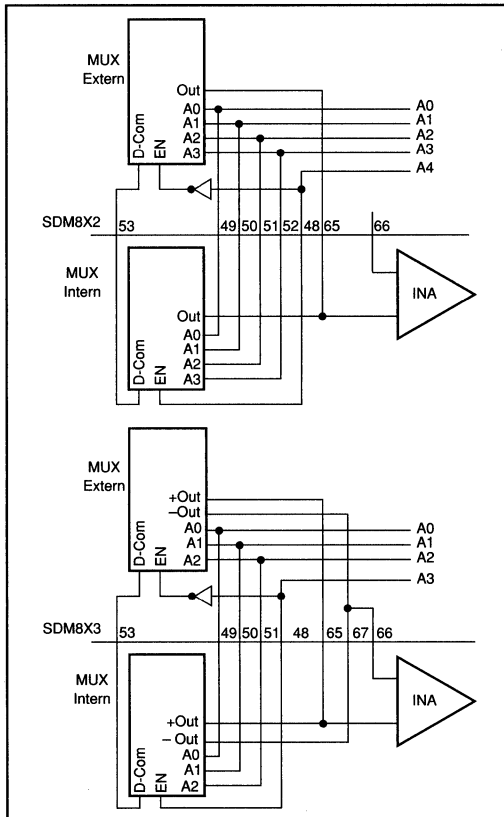 MUX
Extern
D-Com
EN
Out
A0
A1
A2
A3
A0
A1
A2
A3
A4
SDM8X2
53
49
50
51
52
48
65
66
MUX
Intern
D-Com
EN
Out
A0
A1
A2
A3
INA
MUX
Extern
D-Com
EN
+Out
–Out
A0
A1
A2
A0
A1
A2
A3
SDM8X3
53
49
50
51
48
65
67
66
MUX
Intern
D-Com
EN
+Out
– Out
A0
A1
A2
INA